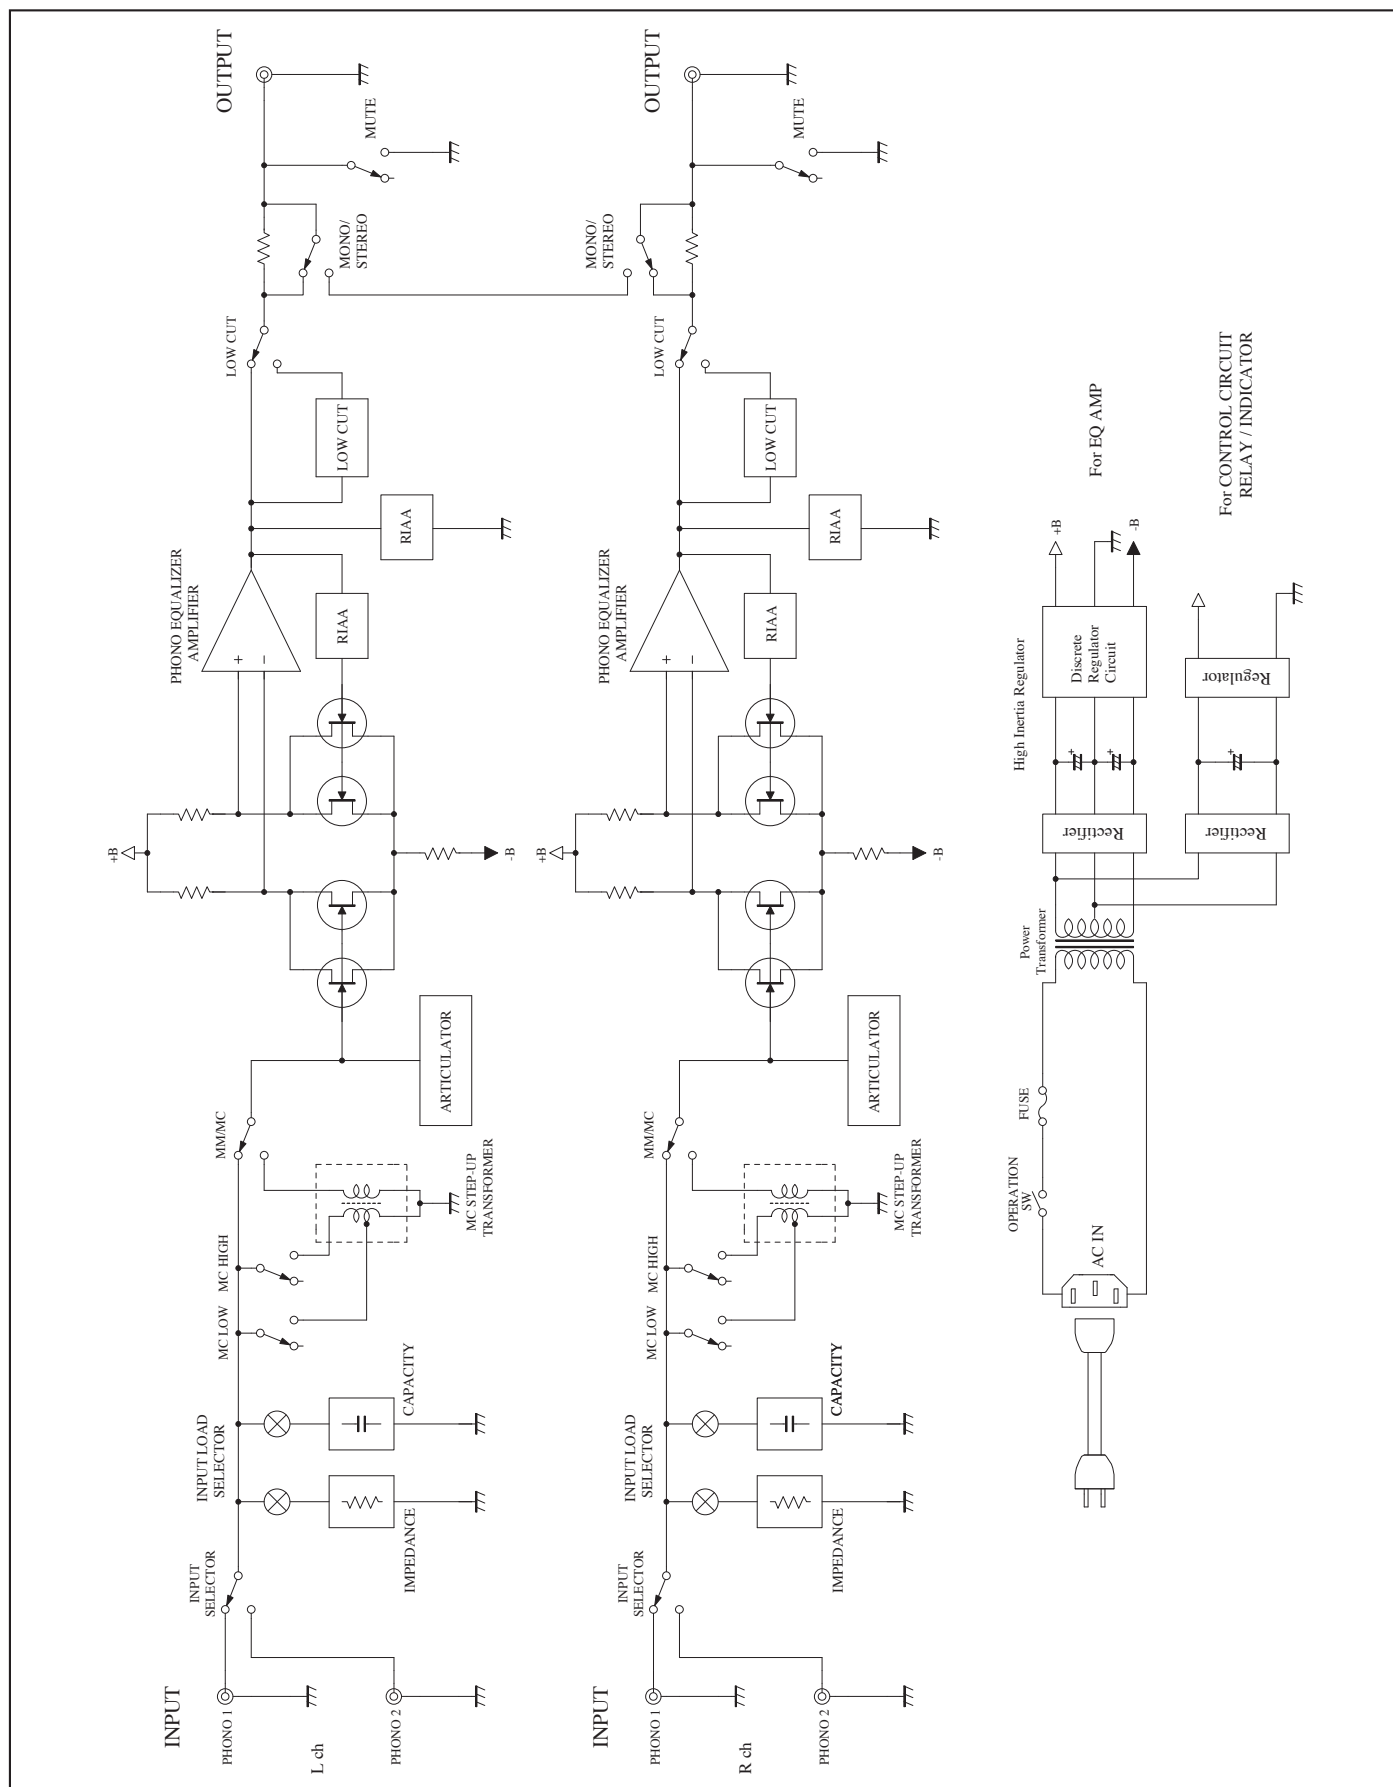 INPUT
PHONO 1
L ch
PHONO 2
INPUT
SELECTOR
INPUT LOAD
SELECTOR
IMPEDANCE
CAPACITY
MC LOW
MC HIGH
MC STEP-UP
TRANSFORMER
MM/MC
ARTICULATOR
+B
-B
PHONO EQUALIZER
AMPLIFIER
+
−
RIAA
RIAA
LOW CUT
LOW CUT
MONO/
STEREO
MUTE
OUTPUT
INPUT
PHONO 1
R ch
PHONO 2
INPUT
SELECTOR
INPUT LOAD
SELECTOR
IMPEDANCE
CAPACITY
MC LOW
MC HIGH
MC STEP-UP
TRANSFORMER
MM/MC
ARTICULATOR
+B
-B
PHONO EQUALIZER
AMPLIFIER
+
−
RIAA
RIAA
LOW CUT
LOW CUT
MONO/
STEREO
MUTE
OUTPUT
AC IN
OPERATION
SW
FUSE
Power
Transformer
Rectifier
Rectifier
+
+
+
High Inertia Regulator
Discrete
Regulator
Circuit
Regulator
+B
-B
For EQ AMP
For CONTROL CIRCUIT
RELAY / INDICATOR